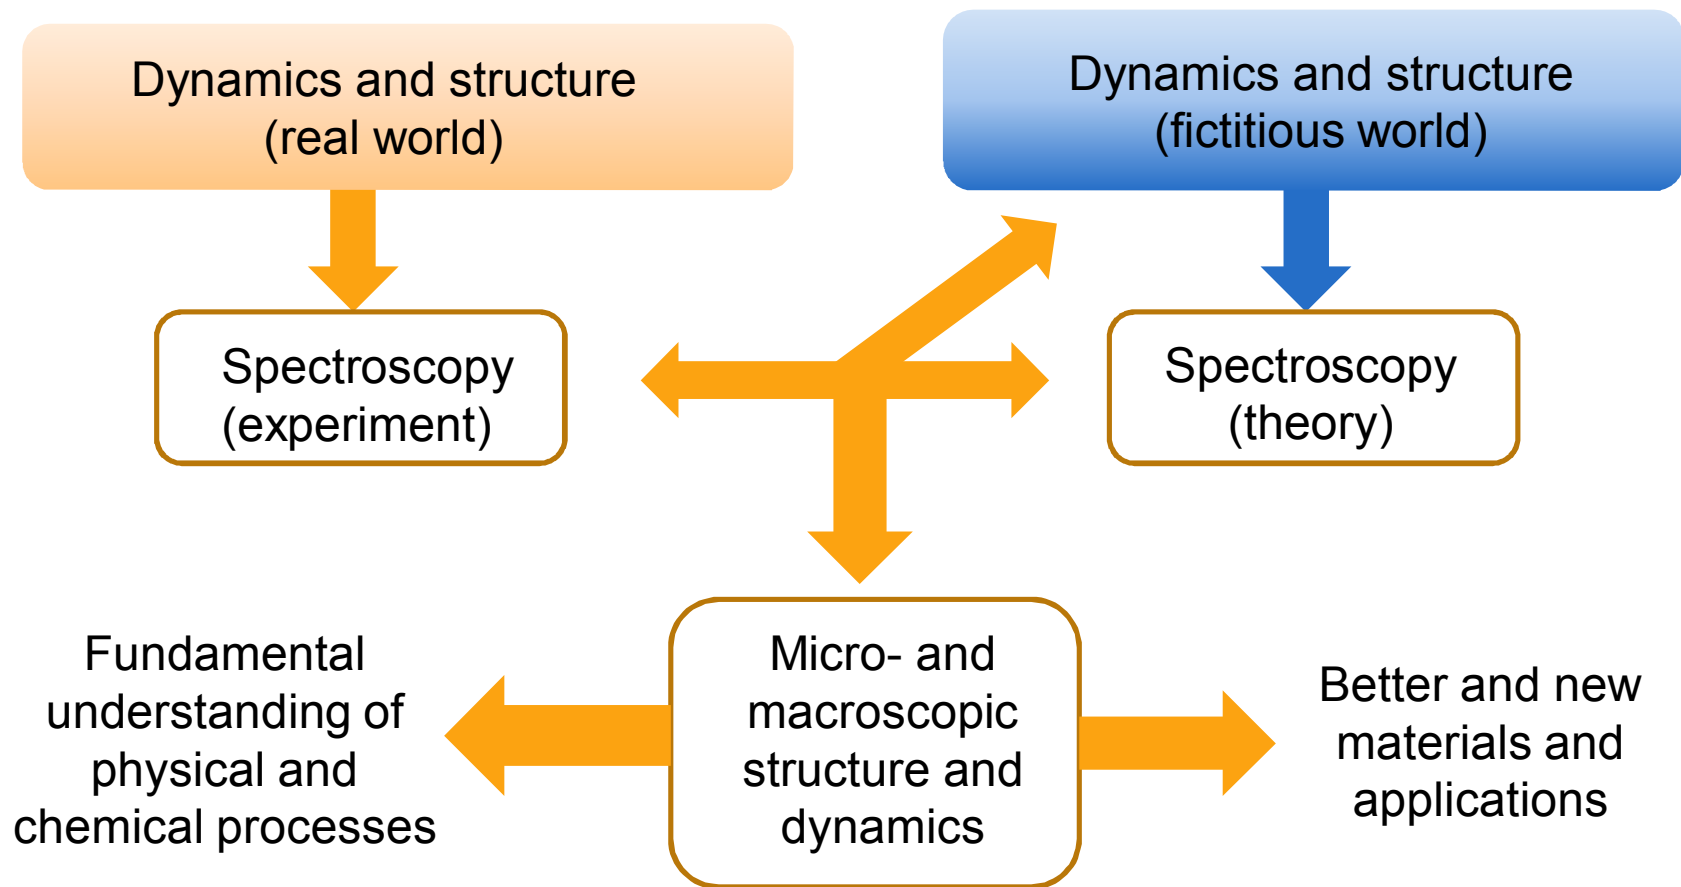 Dynamics and structure
(real world)
Dynamics and structure
(fictitious world)
Spectroscopy
(experiment)
Spectroscopy
(theory)
Fundamental
understanding of
physical and
chemical processes
Micro- and
macroscopic
structure and
dynamics
Better and new
materials and
applications